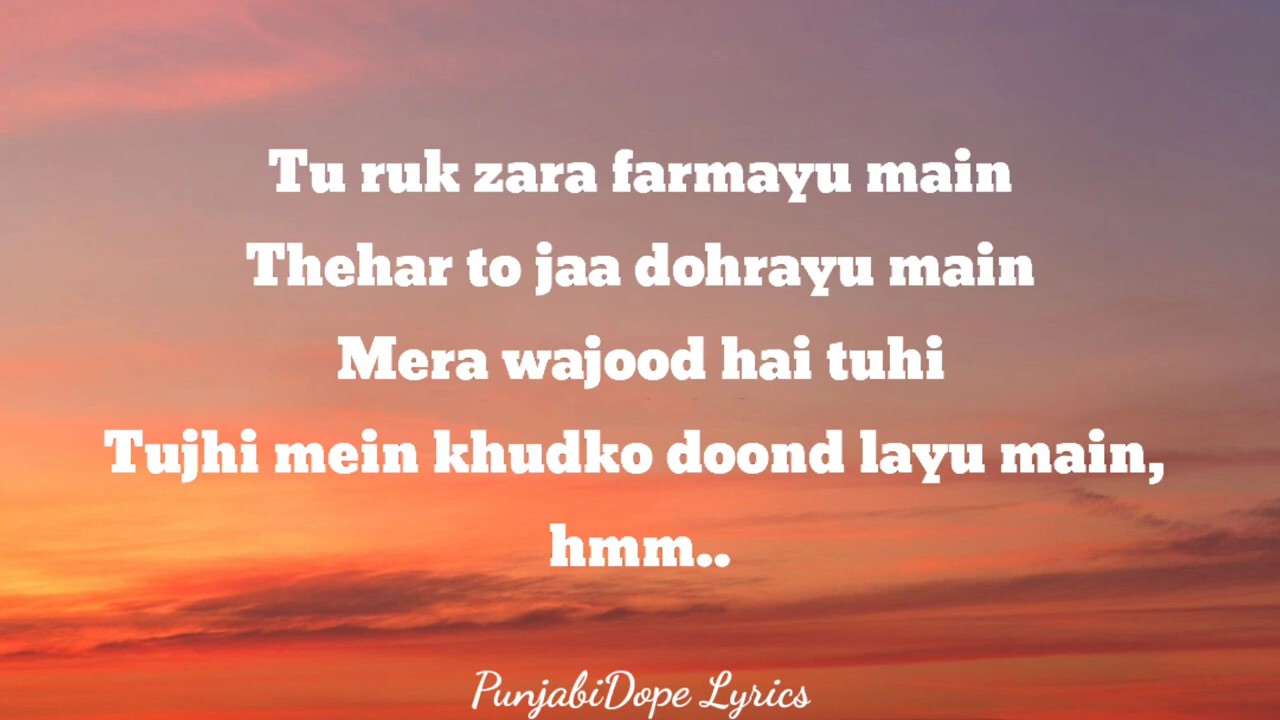 Tu ruk zara farmayu main
Thehar to jaa dohrayu main
Mera wajood hai tuhi
Tujhi mein khudko doond layu main,
hmm..
PunjabiDope Lyrics